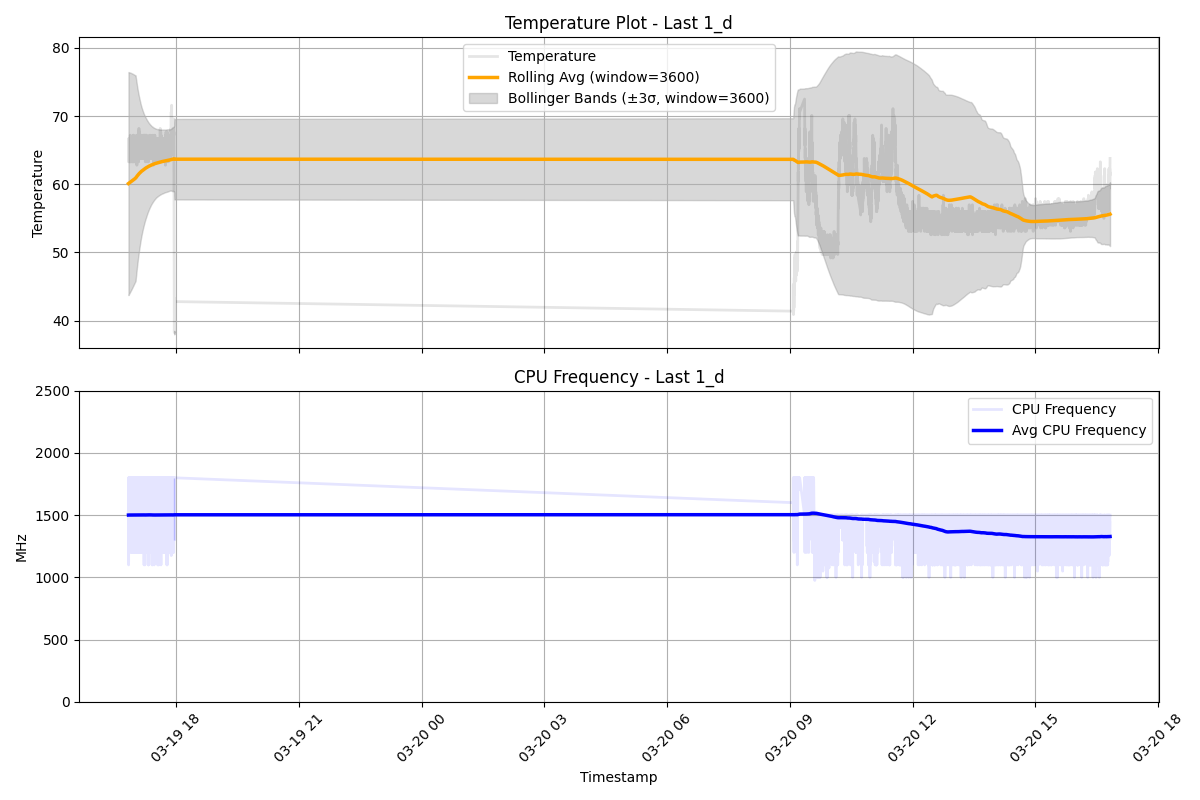 Temperature Plot - Last 1_d
80
70
60
50
40
Temperature
Temperature
Rolling Avg (window=3600)
Bollinger Bands (±3σ, window=3600)
CPU Frequency - Last 1_d
2500
2000
1500
1000
500
0
MHz
CPU Frequency
Avg CPU Frequency
03-19 18
03-19 21
03-20 00
03-20 03
03-20 06
03-20 09
03-20 12
03-20 15
03-20 18
Timestamp